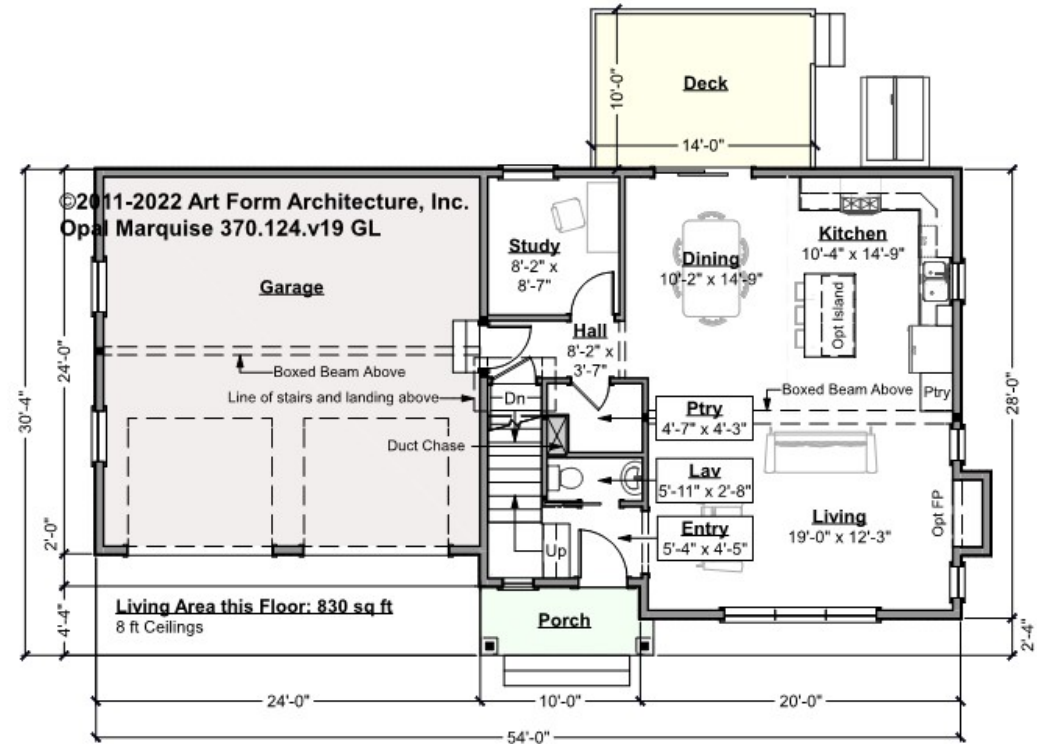 Deck
10'-0"
14'-0"
©2011-2022 Art Form Architecture, Inc.
Opal Marquise 370.124.v19 GL
Study
8'-2" x
8'-7"
Dining
10'-2" x 14'-9"
Kitchen
10'-4" x 14'-9"
Garage
Opt Island
Hall
8'-2" x
3'-7"
24'-0"
30'-4"
28'-0"
Boxed Beam Above
Line of stairs and landing above
Dn
Boxed Beam Above
Ptry
Ptry
4'-7" x 4'-3"
Duct Chase
Lav
5'-11" x 2'-8"
Living
19'-0" x 12'-3"
Opt FP
Entry
5'-4" x 4'-5"
Up
2'-0"
Living Area this Floor: 830 sq ft
8 ft Ceilings
4'-4"
Porch
2'-4"
24'-0"
10'-0"
20'-0"
54'-0"